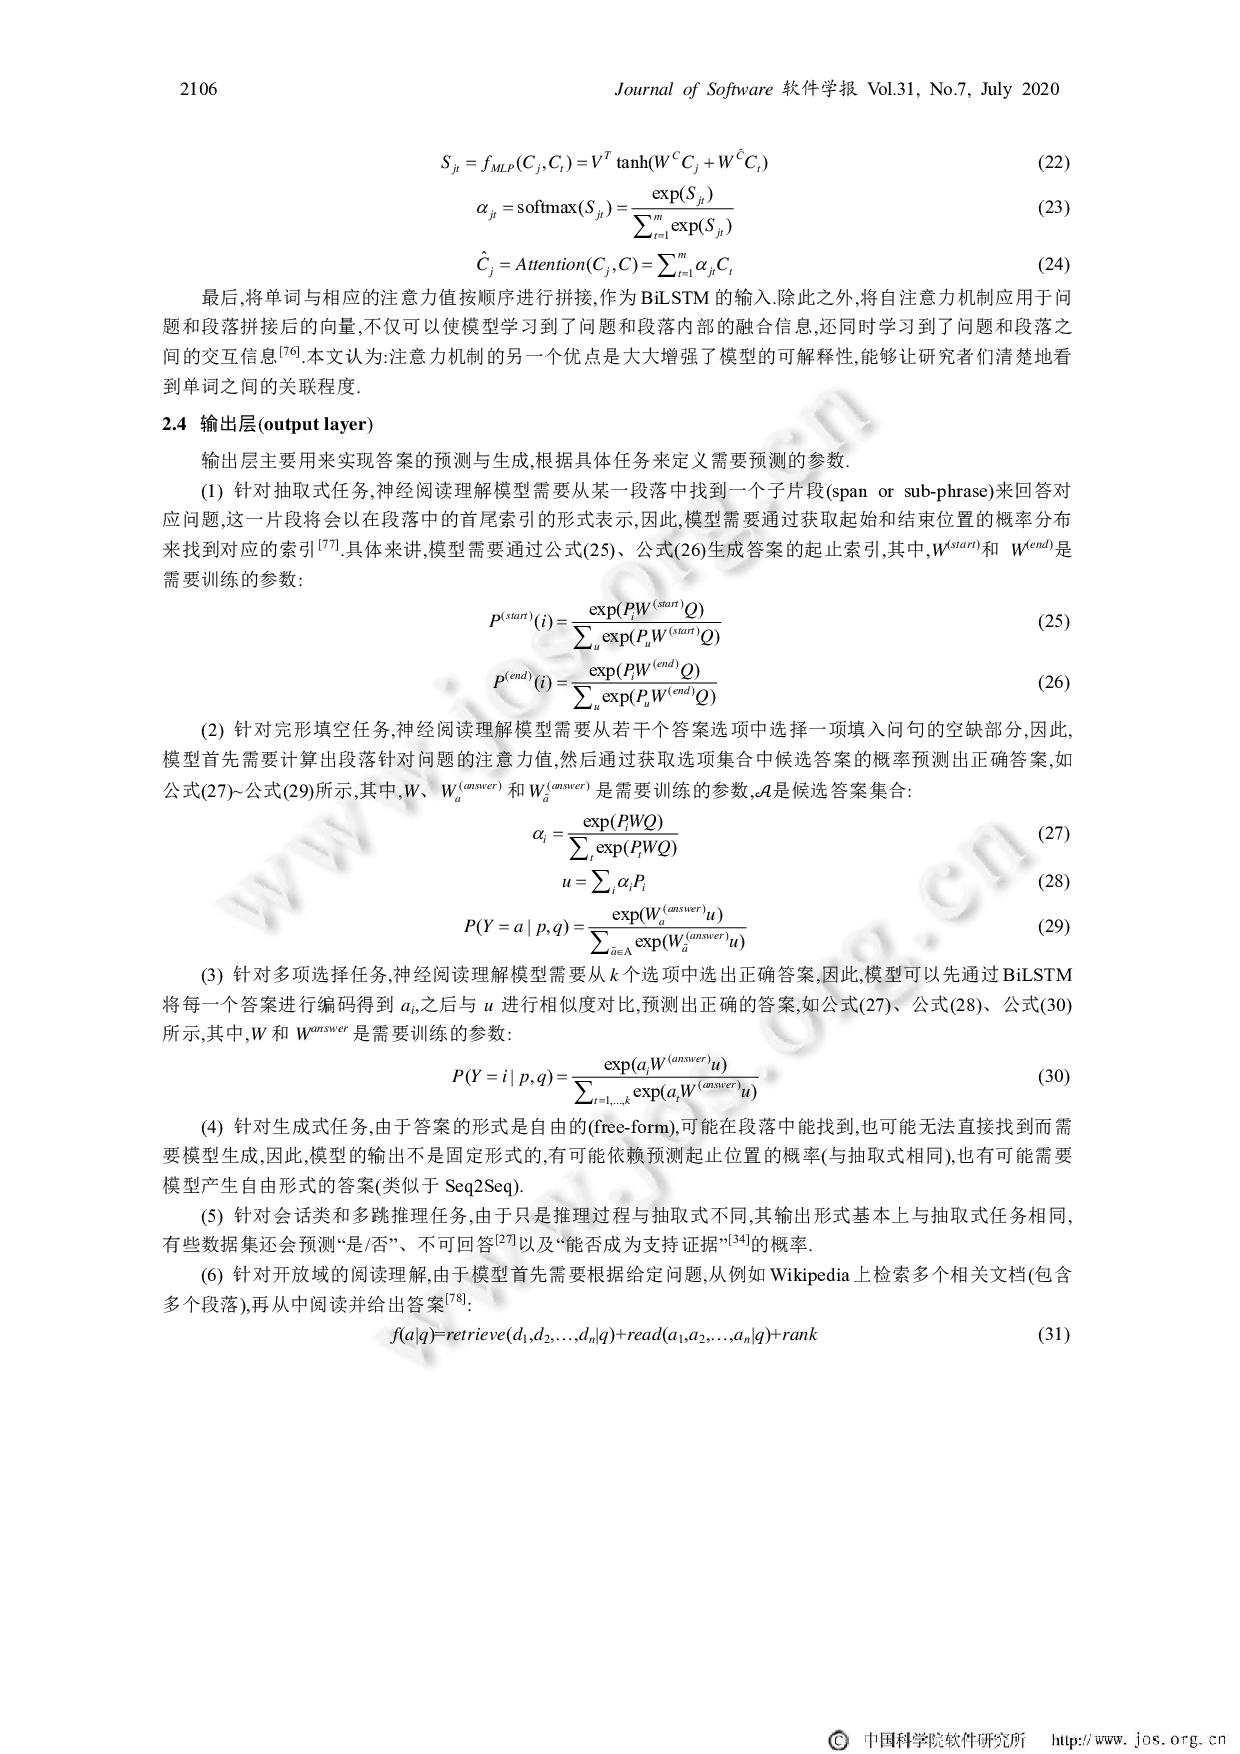 2106
Journal of Software 软件学报 Vol.31, No.7, July 2020
S_{jt} = f_{MLP}(C_j, C_t) = V^T tanh(W^C C_j + W^{\tilde{C}} C_t) (22)
α_{jt} = softmax(S_{jt}) = exp(S_{jt}) / ∑_{t=1}^{m} exp(S_{jt}) (23)
Ĉ_j = Attention(C_j, C) = ∑_{t=1}^{m} α_{jt} C_t (24)
最后,将单词与相应的注意力值按顺序进行拼接,作为 BiLSTM 的输入.除此之外,将自注意力机制应用于问
题和段落拼接后的向量,不仅可以使模型学习到了问题和段落内部的融合信息,还同时学习到了问题和段落之
间的交互信息[76].本文认为:注意力机制的另一个优点是大大增强了模型的可解释性,能够让研究者们清楚地看
到单词之间的关联程度.
2.4 输出层(output layer)
输出层主要用来实现答案的预测与生成,根据具体任务来定义需要预测的参数.
(1) 针对抽取式任务,神经阅读理解模型需要从某一段落中找到一个子片段(span or sub-phrase)来回答对
应问题,这一片段将会以在段落中的首尾索引的形式表示,因此,模型需要通过获取起始和结束位置的概率分布
来找到对应的索引[77].具体来讲,模型需要通过公式(25)、公式(26)生成答案的起止索引,其中,W^{(start)}和 W^{(end)}是
需要训练的参数:
P^{(start)}(i) = exp(P_i W^{(start)} Q) / ∑_u exp(P_u W^{(start)} Q) (25)
P^{(end)}(i) = exp(P_i W^{(end)} Q) / ∑_u exp(P_u W^{(end)} Q) (26)
(2) 针对完形填空任务,神经阅读理解模型需要从若干个答案选项中选择一项填入问句的空缺部分,因此,
模型首先需要计算出段落针对问题的注意力值,然后通过获取选项集合中候选答案的概率预测出正确答案,如
公式(27)~公式(29)所示,其中,W、W_a^{(answer)} 和 W_{\tilde{a}}^{(answer)} 是需要训练的参数,𝒜是候选答案集合:
α_i = exp(P_i WQ) / ∑_t exp(P_t WQ) (27)
u = ∑_i α_i P_i (28)
P(Y = a | p, q) = exp(W_a^{(answer)} u) / ∑_{\tilde{a}∈A} exp(W_{\tilde{a}}^{(answer)} u) (29)
(3) 针对多项选择任务,神经阅读理解模型需要从 k 个选项中选出正确答案,因此,模型可以先通过 BiLSTM
将每一个答案进行编码得到 a_i,之后与 u 进行相似度对比,预测出正确的答案,如公式(27)、公式(28)、公式(30)
所示,其中,W 和 W^{answer} 是需要训练的参数:
P(Y = i | p, q) = exp(a_i W^{(answer)} u) / ∑_{t=1,...,k} exp(a_t W^{(answer)} u) (30)
(4) 针对生成式任务,由于答案的形式是自由的(free-form),可能在段落中能找到,也可能无法直接找到而需
要模型生成,因此,模型的输出不是固定形式的,有可能依赖预测起止位置的概率(与抽取式相同),也有可能需要
模型产生自由形式的答案(类似于 Seq2Seq).
(5) 针对会话类和多跳推理任务,由于只是推理过程与抽取式不同,其输出形式基本上与抽取式任务相同,
有些数据集还会预测“是/否”、不可回答[27]以及“能否成为支持证据”[34]的概率.
(6) 针对开放域的阅读理解,由于模型首先需要根据给定问题,从例如 Wikipedia 上检索多个相关文档(包含
多个段落),再从中阅读并给出答案[78]:
f(a|q)=retrieve(d_1,d_2,…,d_n|q)+read(a_1,a_2,…,a_n|q)+rank (31)
www.jos.org.cn
www.jos.org.cn
© 中国科学院软件研究所 http://www.jos.org.cn